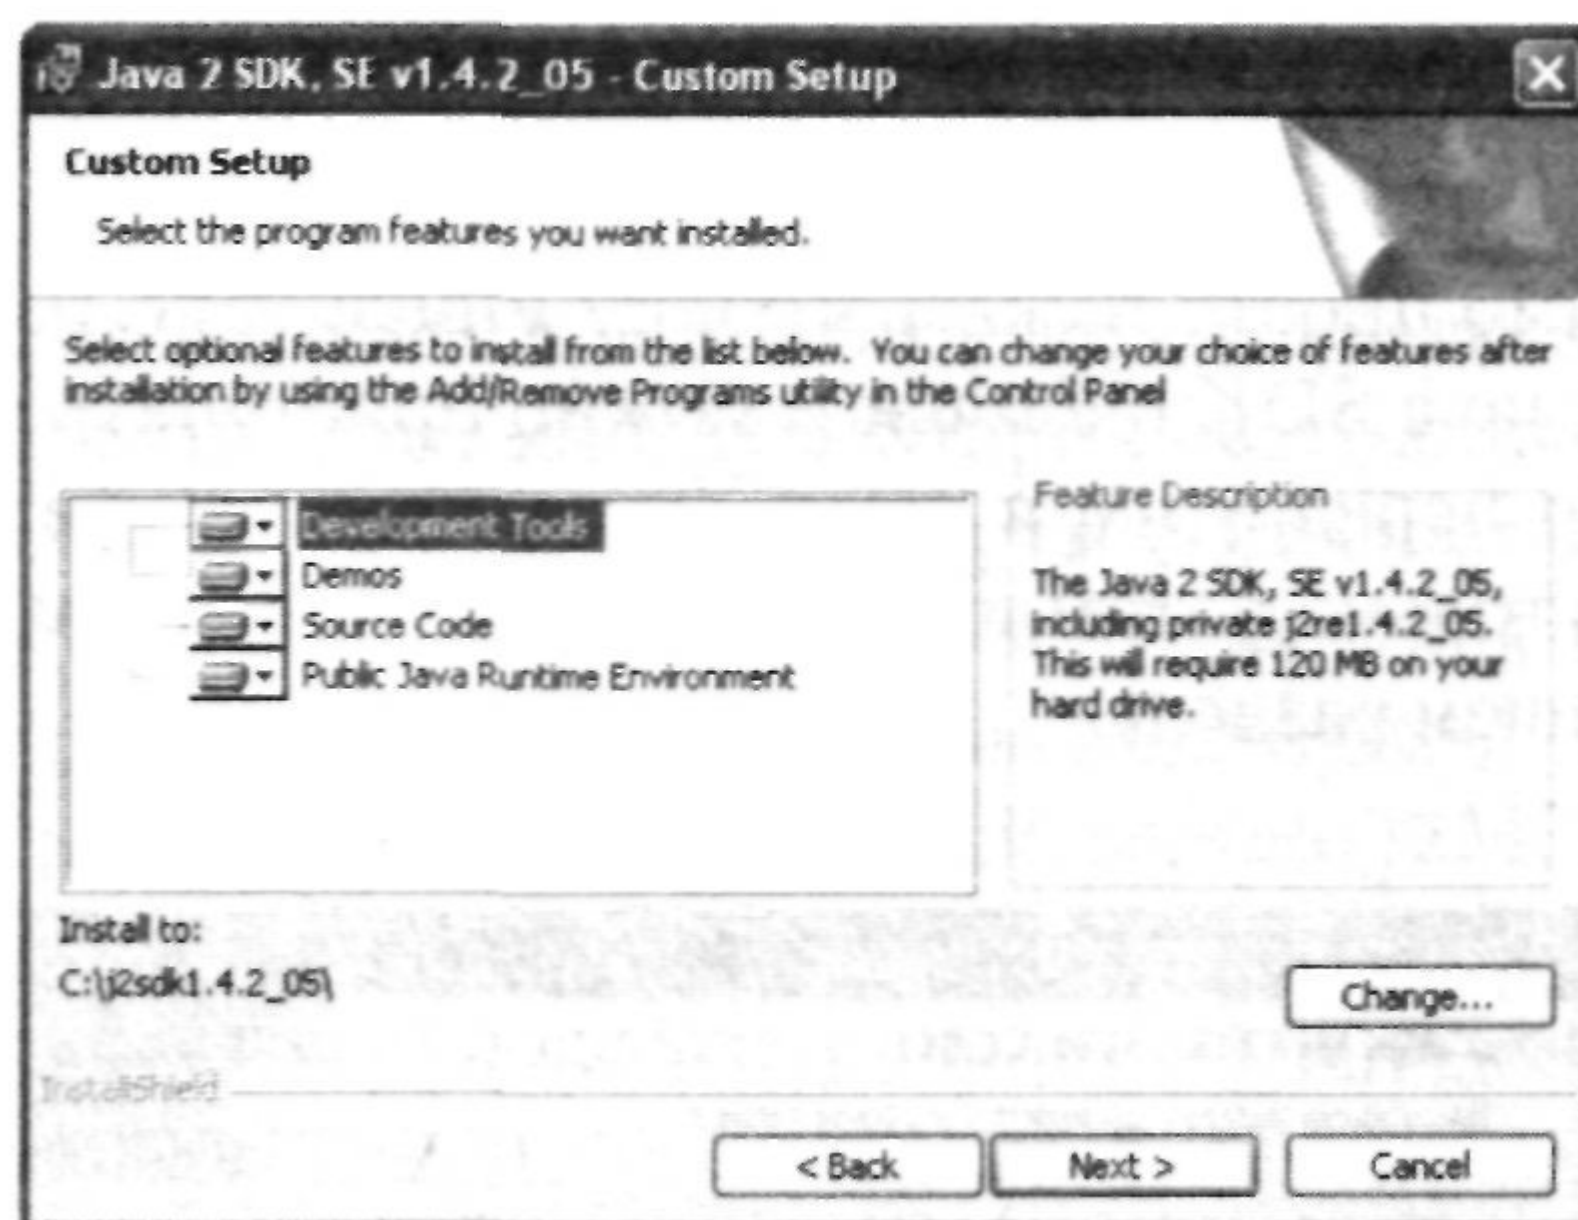 Java 2 SDK, SE v1.4.2_05 - Custom Setup
Custom Setup
Select the program features you want installed.
Select optional features to install from the list below. You can change your choice of features after
installation by using the Add/Remove Programs utility in the Control Panel
Development Tools
Demos
Source Code
Public Java Runtime Environment
Feature Description
The Java 2 SDK, SE v1.4.2_05,
including private j2re1.4.2_05.
This will require 120 MB on your
hard drive.
Install to:
C:\j2sdk1.4.2_05\
Change...
InstallShield
< Back
Next >
Cancel